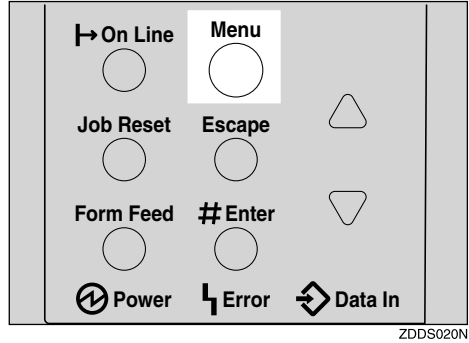 On Line Menu
Job Reset Escape
Form Feed # Enter
Power Error Data In
ZDDS020N